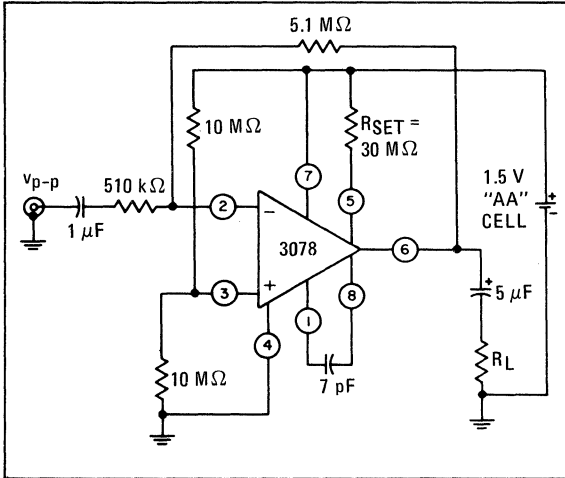 5.1 MΩ
10 MΩ
RSET =
30 MΩ
Vp-p
510 kΩ
1 μF
7
5
1.5 V
"AA"
CELL
+
-
2
-
3078
6
+
5 μF
3
+
1
8
4
10 MΩ
7 pF
RL